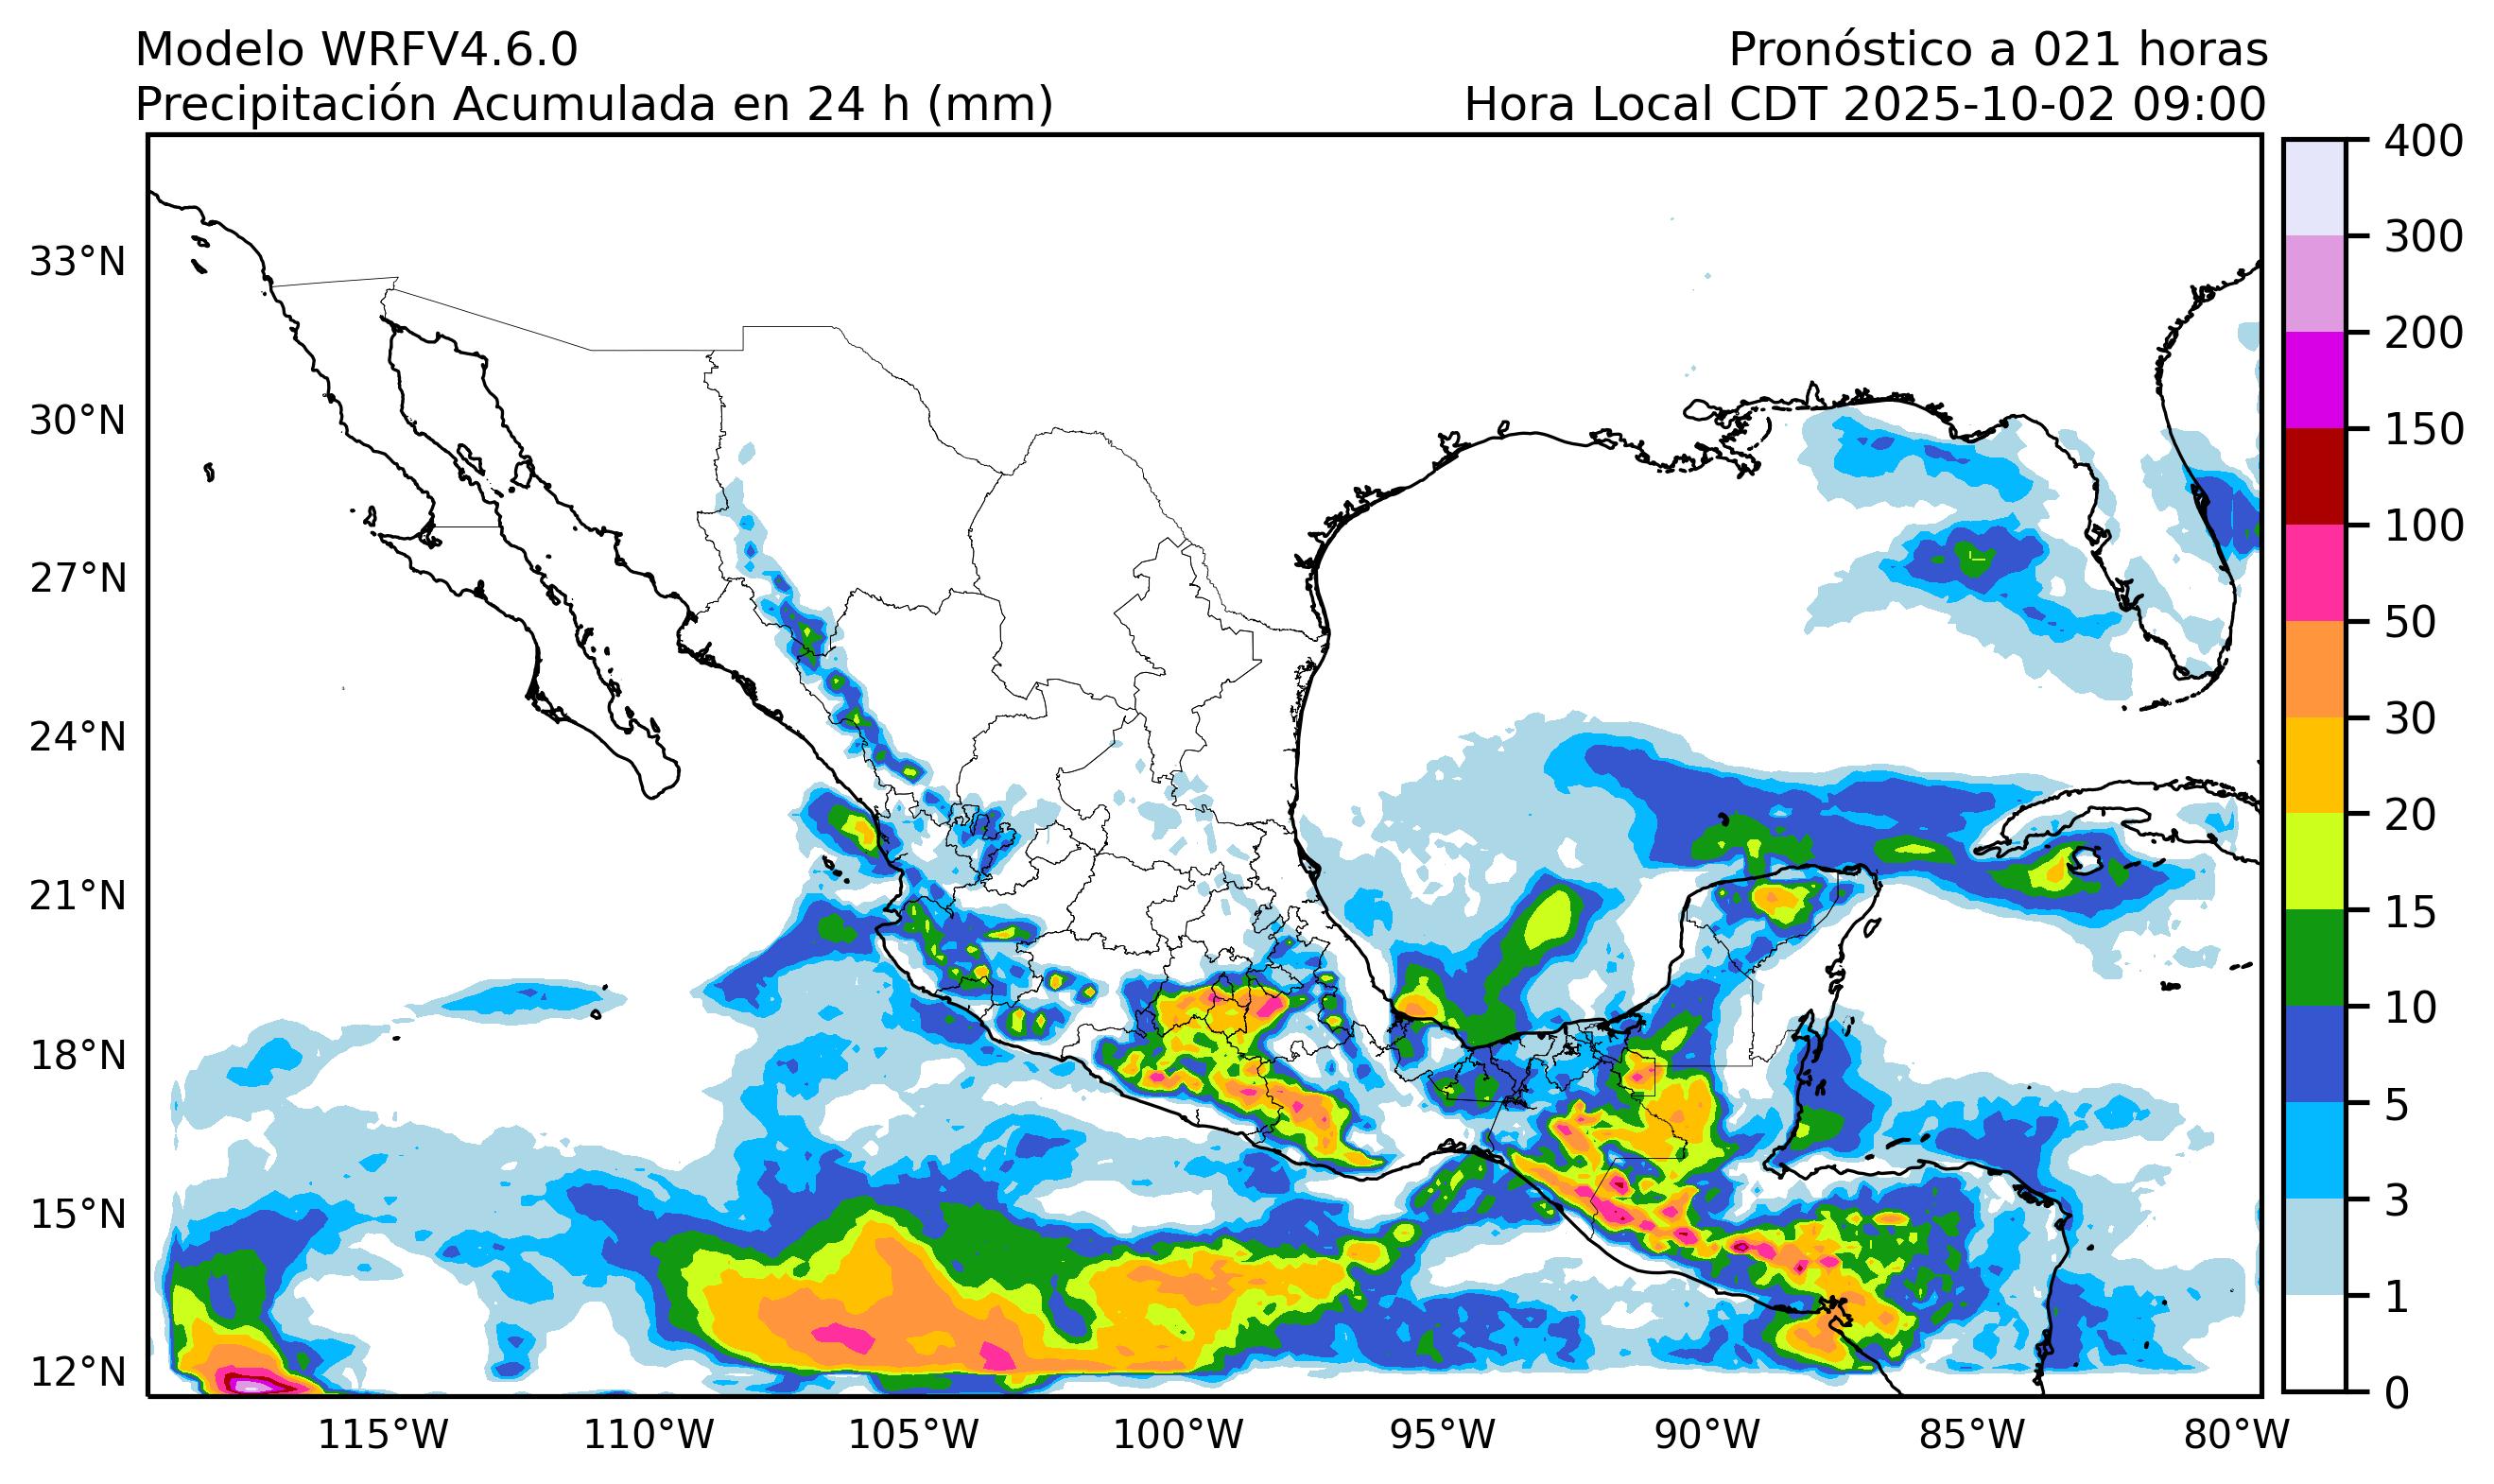 Modelo WRFV4.6.0
Pronóstico a 021 horas
Precipitación Acumulada en 24 h (mm)
Hora Local CDT 2025-10-02 09:00
33°N
30°N
27°N
24°N
21°N
18°N
15°N
12°N
115°W
110°W
105°W
100°W
95°W
90°W
85°W
80°W
400
300
200
150
100
50
30
20
15
10
5
3
1
0